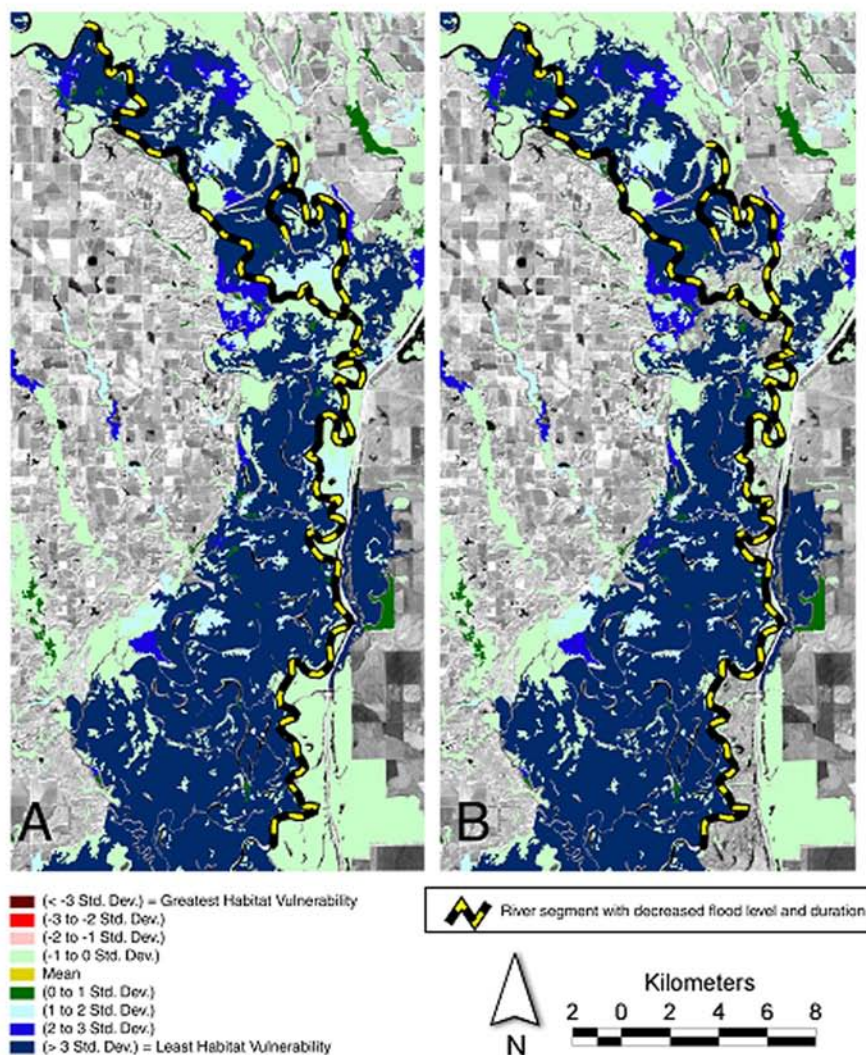 A
B
(< -3 Std. Dev.) = Greatest Habitat Vulnerability
(-3 to -2 Std. Dev.)
(-2 to -1 Std. Dev.)
(-1 to 0 Std. Dev.)
Mean
(0 to 1 Std. Dev.)
(1 to 2 Std. Dev.)
(2 to 3 Std. Dev.)
(> 3 Std. Dev.) = Least Habitat Vulnerability
River segment with decreased flood level and duration
N
Kilometers
2 0 2 4 6 8